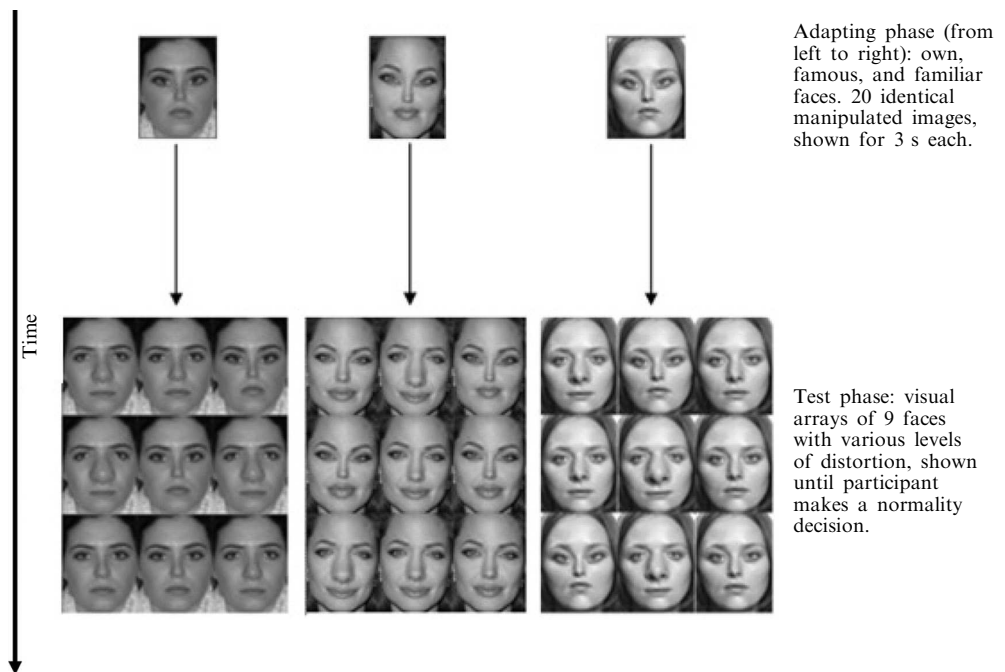 Adapting phase (from
left to right): own,
famous, and familiar
faces. 20 identical
manipulated images,
shown for 3 s each.
Time
Test phase: visual
arrays of 9 faces
with various levels
of distortion, shown
until participant
makes a normality
decision.